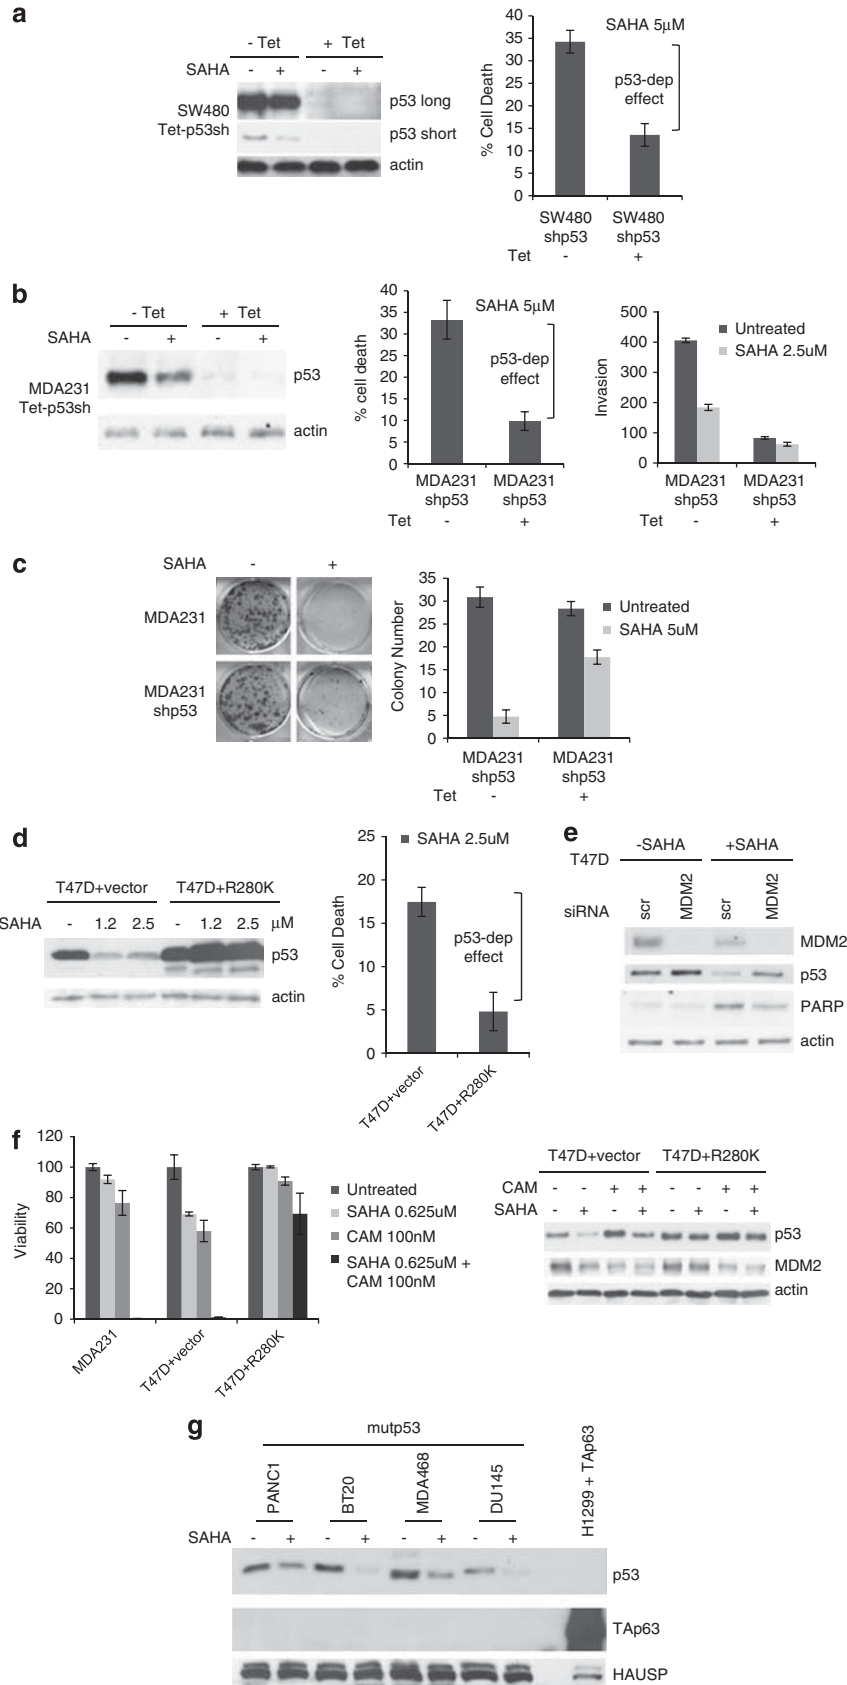 a
- Tet + Tet
SAHA - + - +
SW480
Tet-p53sh
p53 long
p53 short
actin
% Cell Death
40
35
30
25
20
15
10
5
0
SAHA 5µM
p53-dep
effect
SW480 SW480
shp53 shp53
Tet - +
b
- Tet + Tet
SAHA - + - +
MDA231
Tet-p53sh
p53
actin
% cell death
40
35
30
25
20
15
10
5
0
SAHA 5µM
p53-dep
effect
MDA231 MDA231
shp53 shp53
Tet - +
Invasion
500
400
300
200
100
0
Untreated
SAHA 2.5uM
MDA231 MDA231
shp53 shp53
Tet - +
c
SAHA - +
MDA231
MDA231
shp53
Colony Number
35
30
25
20
15
10
5
0
Untreated
SAHA 5uM
MDA231 MDA231
shp53 shp53
Tet - +
d
T47D+vector T47D+R280K
SAHA - 1.2 2.5 - 1.2 2.5 µM
p53
actin
% Cell Death
25
20
15
10
5
0
SAHA 2.5uM
p53-dep
effect
T47D+vector
T47D+R280K
e
T47D -SAHA +SAHA
siRNA scr MDM2 scr MDM2
MDM2
p53
PARP
actin
f
Viability
120
100
80
60
40
20
0
MDA231
T47D+vector
T47D+R280K
Untreated
SAHA 0.625uM
CAM 100nM
SAHA 0.625uM +
CAM 100nM
T47D+vector T47D+R280K
CAM - - + + - - + +
SAHA - + - + - + - +
p53
MDM2
actin
g
mutp53
PANC1 BT20 MDA468 DU145 H1299 + TAp63
SAHA - + - + - + - +
p53
TAp63
HAUSP